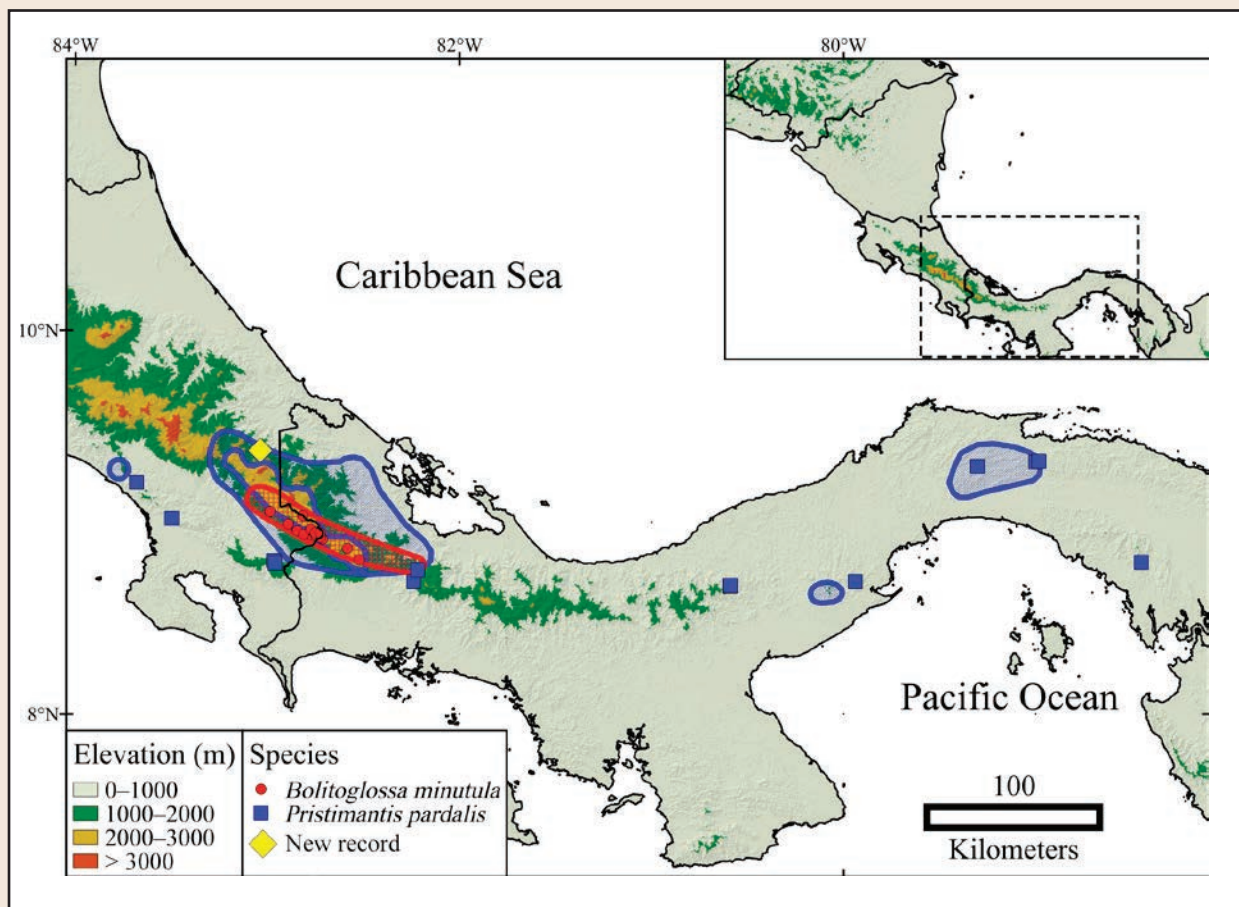 84°W
82°W
80°W
Caribbean Sea
10°N
8°N
Pacific Ocean
Elevation (m)
0–1000
1000–2000
2000–3000
> 3000
Species
Bolitoglossa minutula
Pristimantis pardalis
New record
100
Kilometers